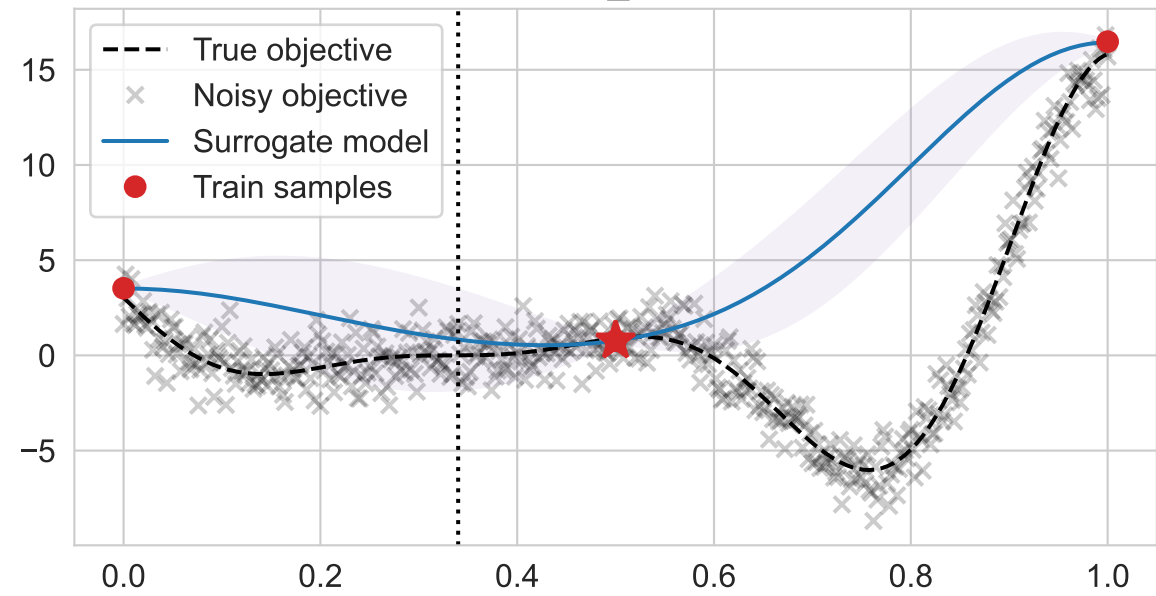 True objective
Noisy objective
Surrogate model
Train samples
15
10
5
0
−5
0.0 0.2 0.4 0.6 0.8 1.0